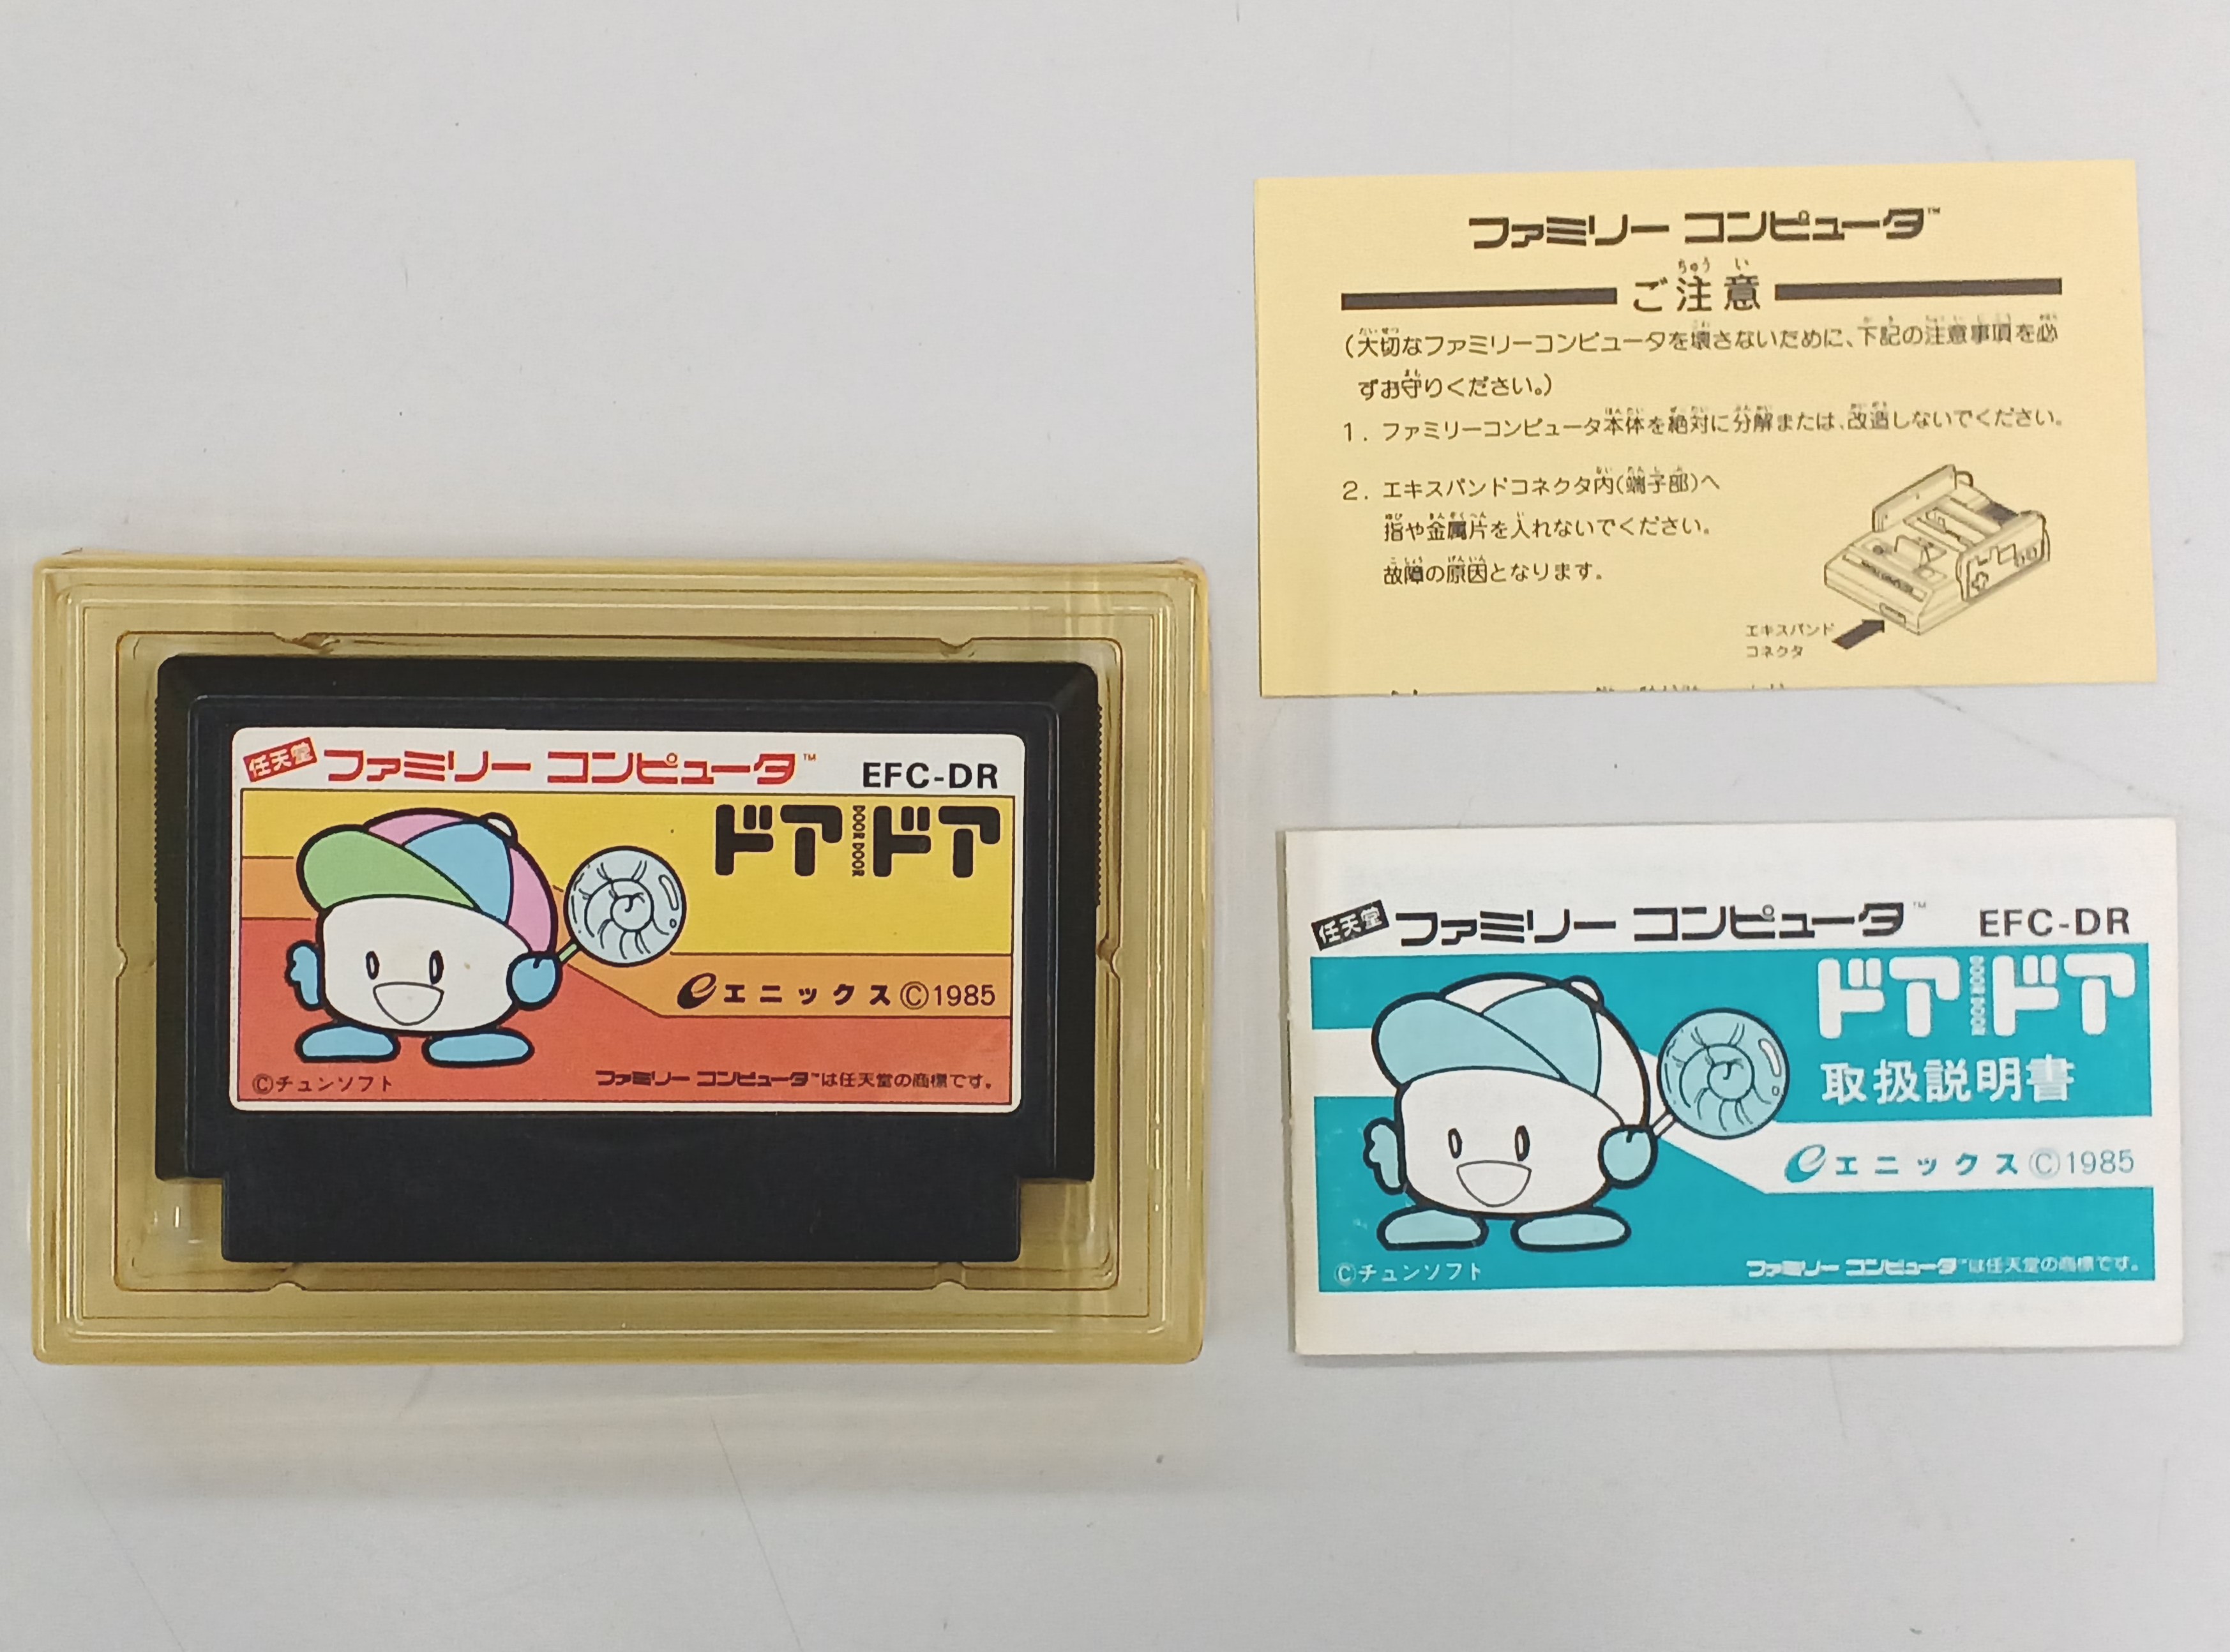 任天堂 ファミリー コンピュータ™ EFC-DR
ドア DOOR DOOR ドア
e エニックス©1985
©チュンソフト
ファミリー コンピュータ™は任天堂の商標です。
ファミリー コンピュータ™
ちゅう い
ご注意
(大切なファミリーコンピュータを壊さないために、下記の注意事項を必
ずお守りください。)
1. ファミリーコンピュータ本体を絶対に分解または、改造しないでください。
2. エキスパンドコネクタ内(端子部)へ
指や金属片を入れないでください。
故障の原因となります。
エキスパンド
コネクタ
任天堂 ファミリー コンピュータ™ EFC-DR
ドア DOOR DOOR ドア
取扱説明書
e エニックス©1985
©チュンソフト
ファミリー コンピュータ™は任天堂の商標です。